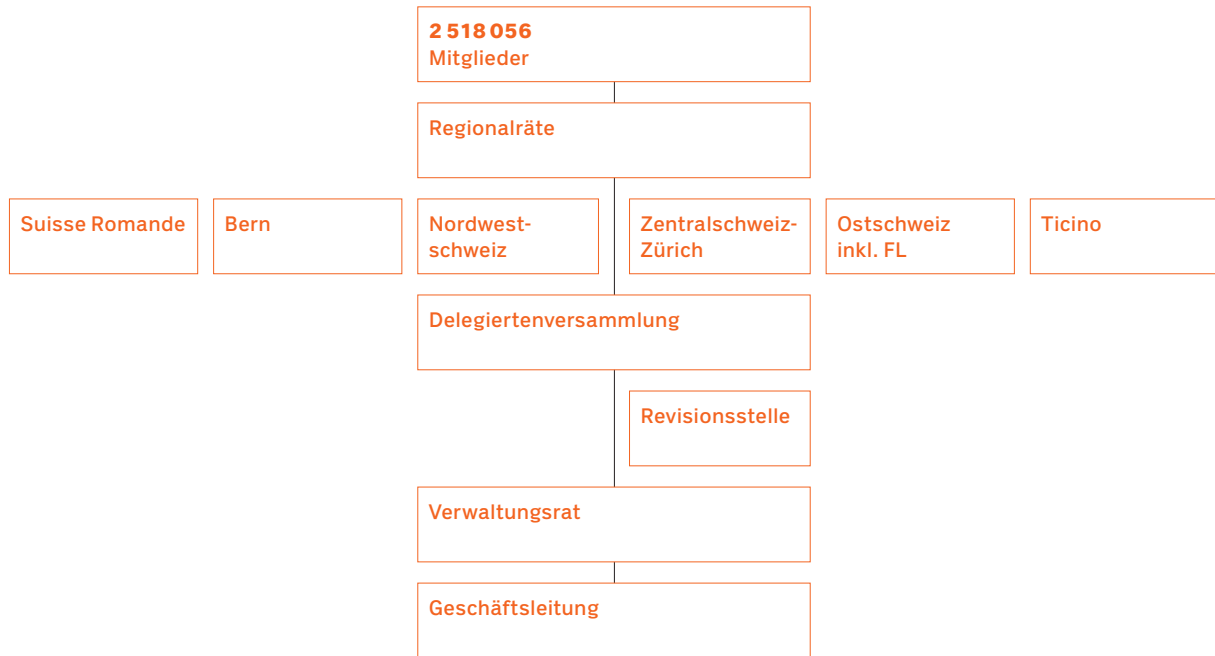 2 518 056
Mitglieder
Regionalräte
Suisse Romande
Bern
Nordwest-
schweiz
Zentralschweiz-
Zürich
Ostschweiz
inkl. FL
Ticino
Delegiertenversammlung
Revisionsstelle
Verwaltungsrat
Geschäftsleitung